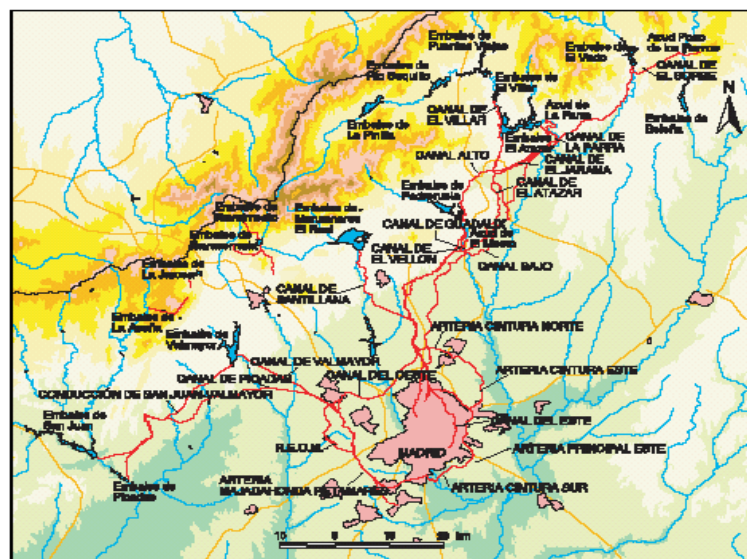 Embalse de
Puentes Viejas
Azud Pozo
de los Ramos
Embalse de
El Vado
Embalse de
Rio Sequillo
CANAL DE
EL SORBE
Embalse de
El Villar
N
CANAL DE
EL VILLAR
Azud de
La Parra
Embalse de
La Pinilla
Embalse de
Beleña
Embalse
El Atazar
CANAL DE
LA PARRA
CANAL ALTO
CANAL DE
EL JARAMA
CANAL DE
EL ATAZAR
Embalse de
Pedrezuela
Embalse de
Navalmedio
Embalse de
Manzanares
El Real
CANAL DE GUADALIX
Azud de
El Mesto
Embalse de
Navacerrada
CANAL DE
EL VELLON
CANAL BAJO
Embalse de
La Jarosa
CANAL DE
SANTILLANA
Embalse de
La Aceña
ARTERIA CINTURA NORTE
Embalse de
Valmayor
CANAL DE VALMAYOR
ARTERIA CINTURA ESTE
CANAL DE PICADAS
CANAL DEL OESTE
CONDUCCIÓN DE SAN JUAN-VALMAYOR
Embalse de
San Juan
CANAL DEL ESTE
MADRID
ARTERIA PRINCIPAL ESTE
Embalse de
Picadas
ARTERIA
MAJADAHONDA RETAMARES
ARTERIA CINTURA SUR
10 0 10 20 km